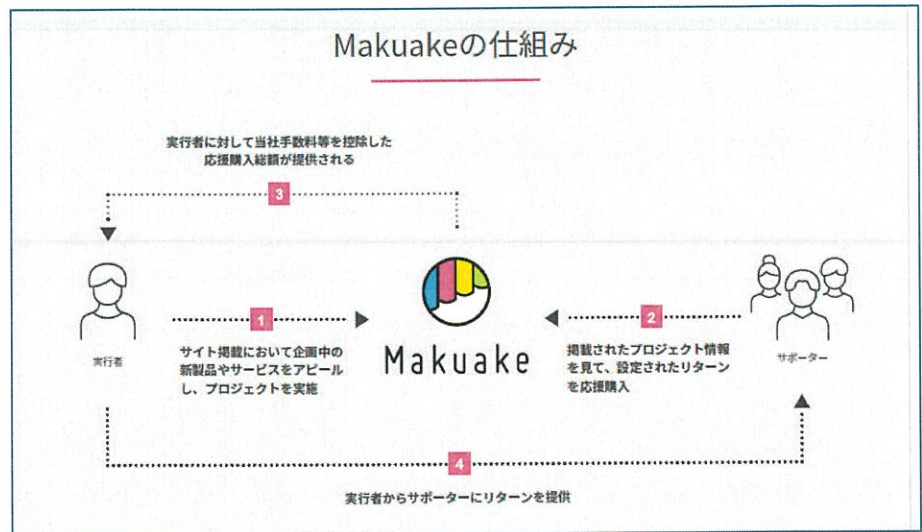 Makuakeの仕組み
実行者に対して当社手数料等を控除した
応援購入総額が提供される
3
1
2
実行者
サイト掲載において企画中の
新製品やサービスをアピール
し、プロジェクトを実施
Makuake
掲載されたプロジェクト情報
を見て、設定されたリターン
を応援購入
サポーター
4
実行者からサポーターにリターンを提供